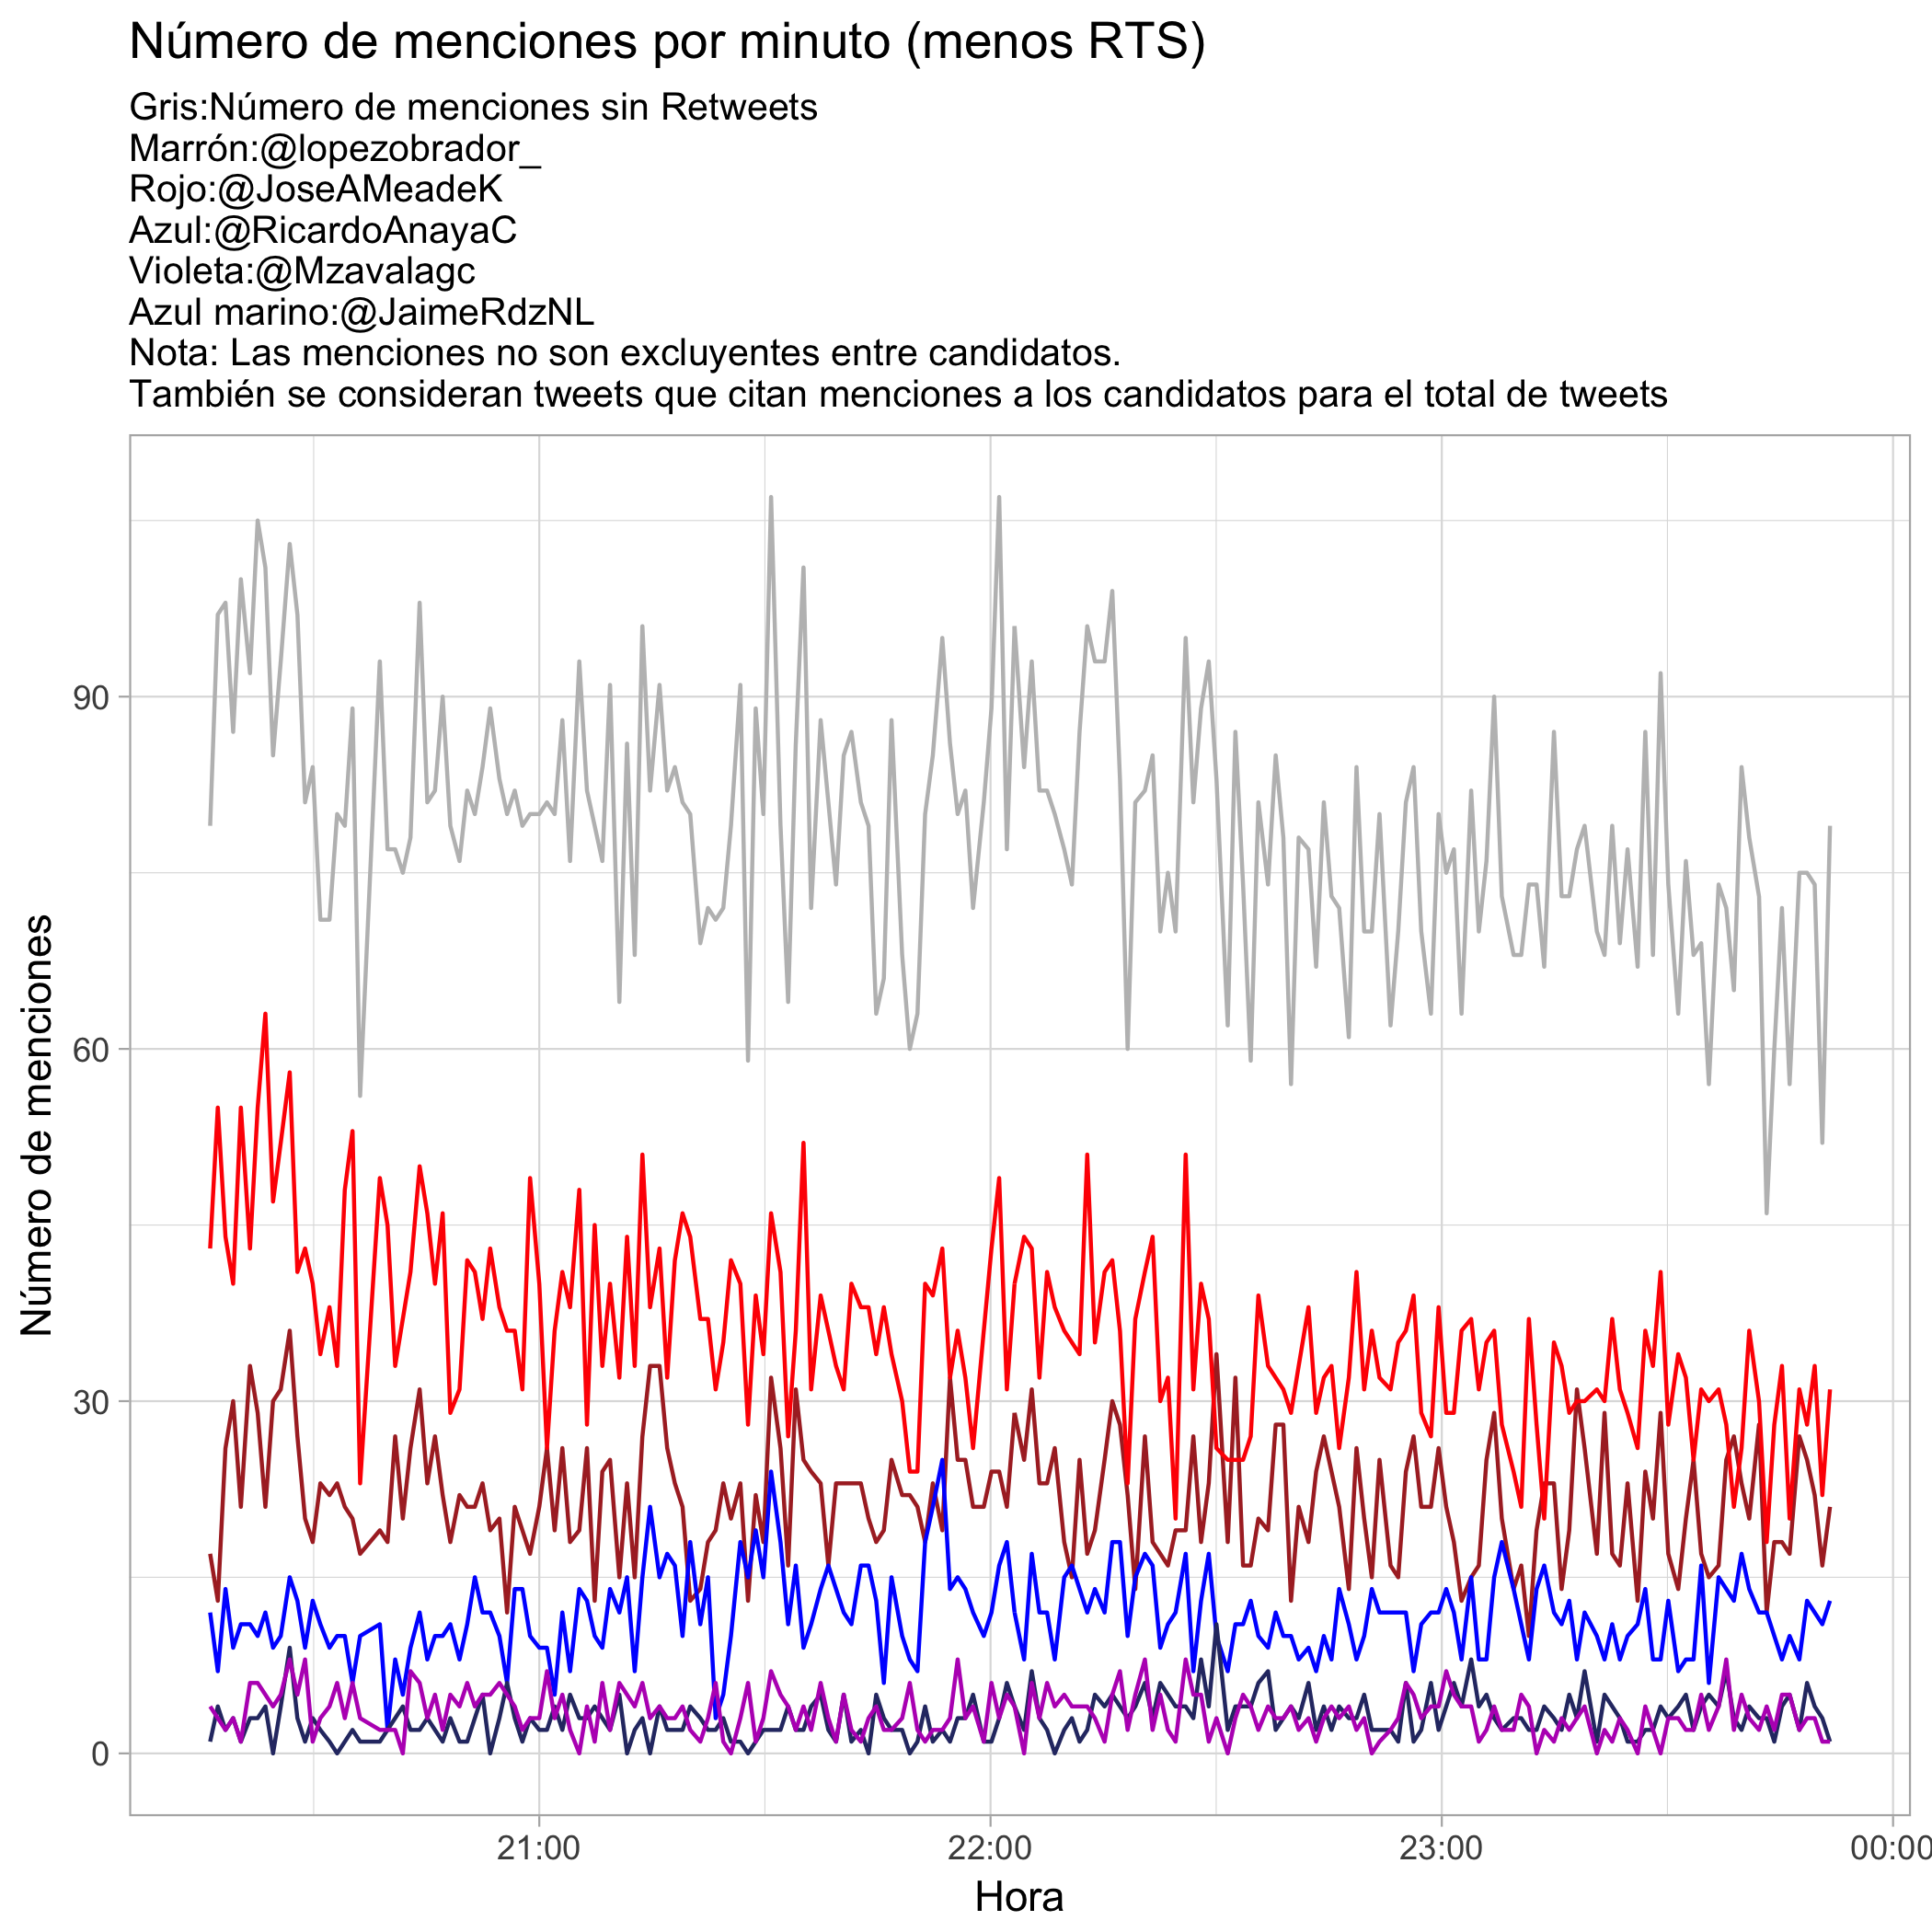 Número de menciones por minuto (menos RTS)
Gris:Número de menciones sin Retweets
Marrón:@lopezobrador_
Rojo:@JoseAMeadeK
Azul:@RicardoAnayaC
Violeta:@Mzavalagc
Azul marino:@JaimeRdzNL
Nota: Las menciones no son excluyentes entre candidatos.
También se consideran tweets que citan menciones a los candidatos para el total de tweets
Número de menciones
90
60
30
0
21:00
22:00
23:00
00:00
Hora